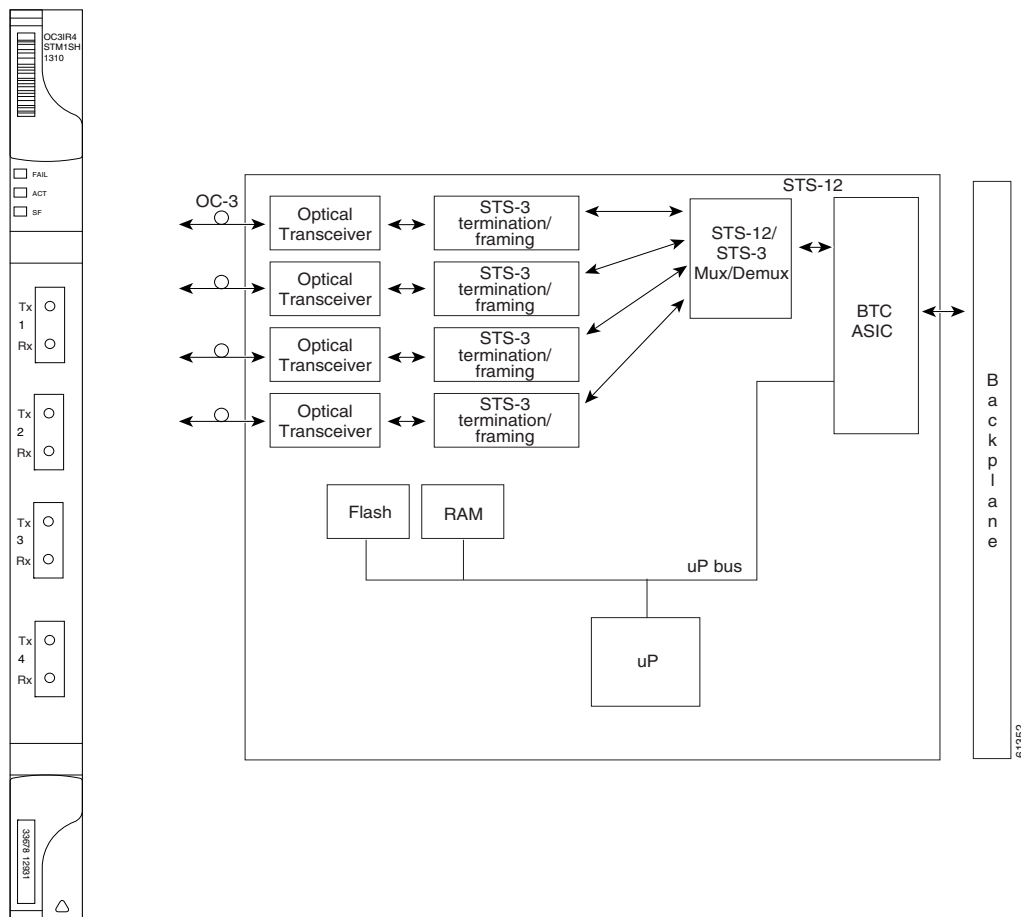 OC3IR4
STM1SH
1310
FAIL
ACT
SF
Tx
1
Rx
Tx
2
Rx
Tx
3
Rx
Tx
4
Rx
33678 12931
OC-3
Optical
Transceiver
STS-3
termination/
framing
Optical
Transceiver
STS-3
termination/
framing
Optical
Transceiver
STS-3
termination/
framing
Optical
Transceiver
STS-3
termination/
framing
STS-12/
STS-3
Mux/Demux
STS-12
BTC
ASIC
Flash
RAM
uP bus
uP
Backplane
61352